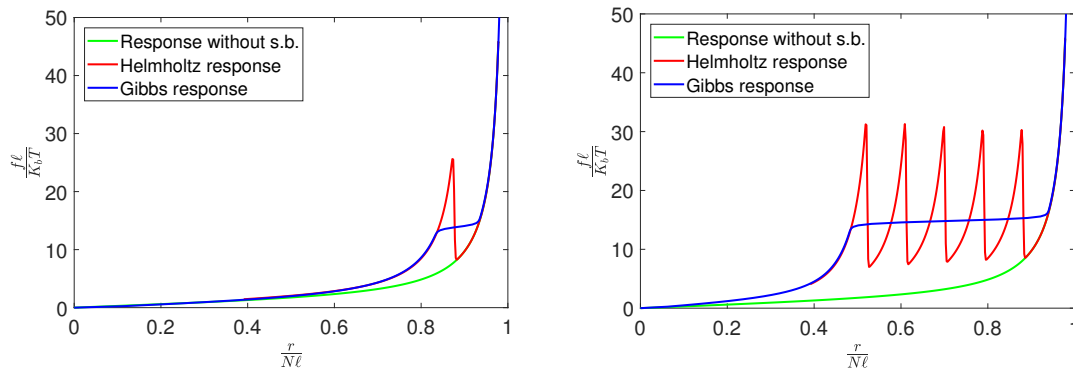 50
40
30
20
10
0
fℓ
K_bT
Response without s.b.
Helmholtz response
Gibbs response
0 0.2 0.4 0.6 0.8 1
r
Nℓ
50
40
30
20
10
0
fℓ
K_bT
Response without s.b.
Helmholtz response
Gibbs response
0 0.2 0.4 0.6 0.8 1
r
Nℓ